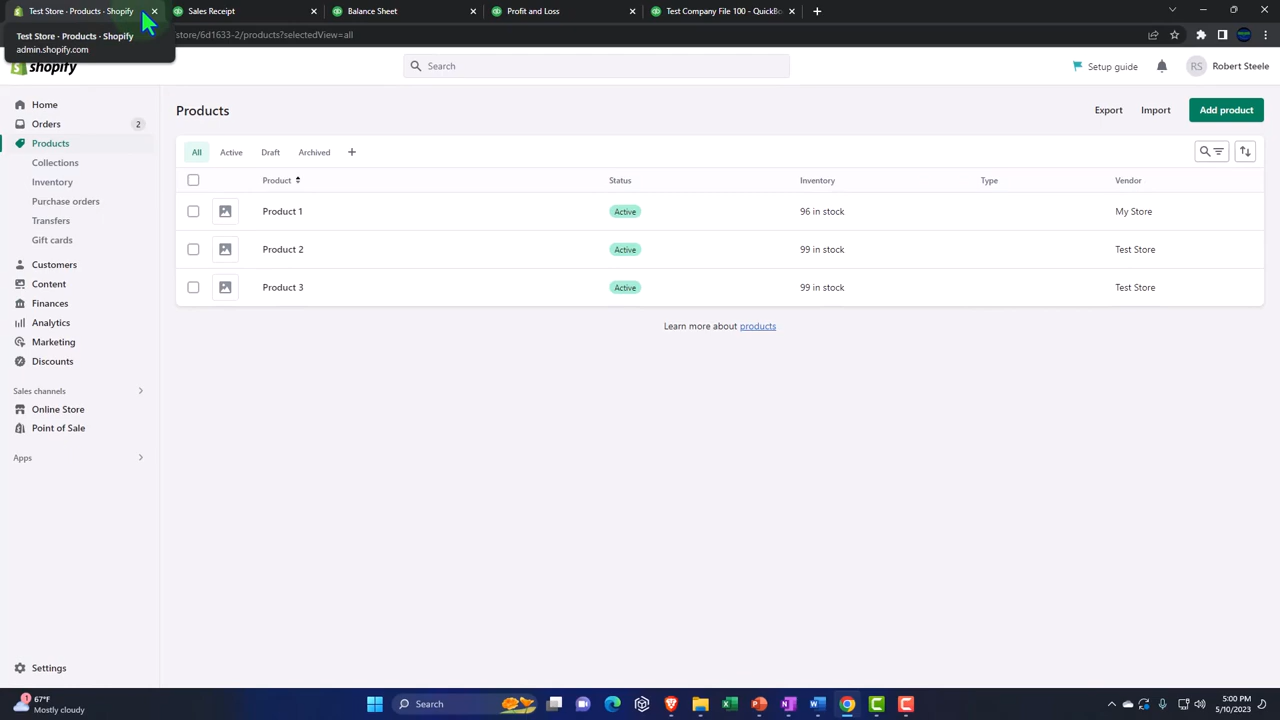 Test Store · Products · Shopify
Sales Receipt
Balance Sheet
Profit and Loss
Test Company File 100 - QuickBo
Test Store · Products · Shopify
admin.shopify.com
store/6d1633-2/products?selectedView=all
shopify
Search
Setup guide
RS
Robert Steele
Home
Orders
2
Products
Collections
Inventory
Purchase orders
Transfers
Gift cards
Customers
Content
Finances
Analytics
Marketing
Discounts
Sales channels
Online Store
Point of Sale
Apps
Settings
Products
Export
Import
Add product
All
Active
Draft
Archived
Product
Status
Inventory
Type
Vendor
Product 1
Active
96 in stock
My Store
Product 2
Active
99 in stock
Test Store
Product 3
Active
99 in stock
Test Store
Learn more about products
1
67°F
Mostly cloudy
Search
5:00 PM
5/10/2023